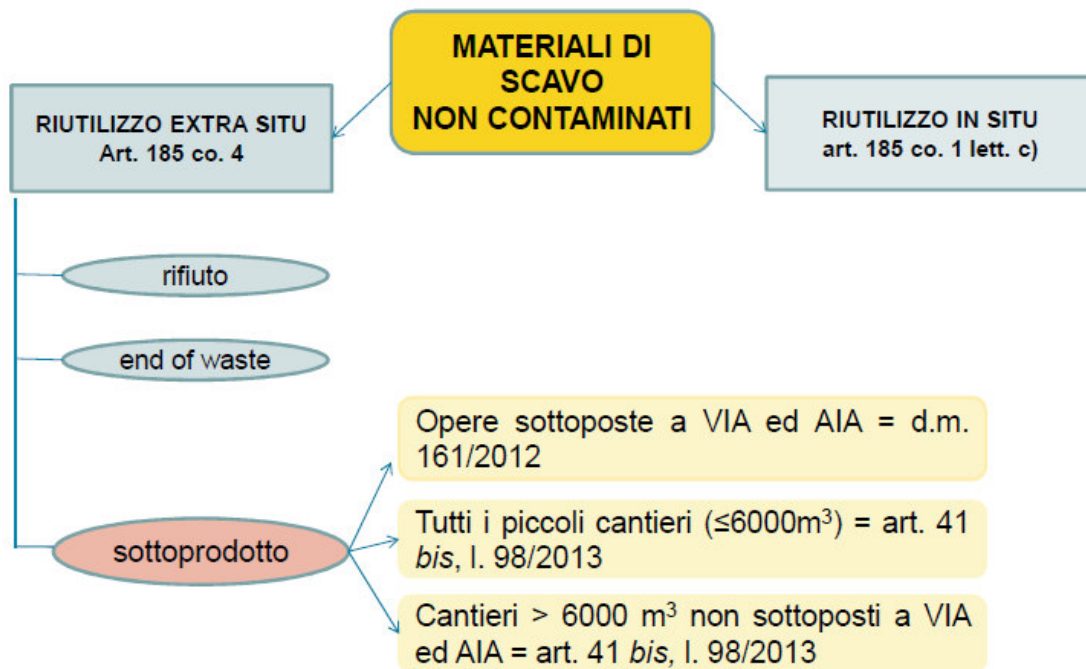 MATERIALI DI
SCAVO
NON CONTAMINATI
RIUTILIZZO EXTRA SITU
Art. 185 co. 4
RIUTILIZZO IN SITU
art. 185 co. 1 lett. c)
rifiuto
end of waste
sottoprodotto
Opere sottoposte a VIA ed AIA = d.m.
161/2012
Tutti i piccoli cantieri (≤6000m³) = art. 41
bis, l. 98/2013
Cantieri > 6000 m³ non sottoposti a VIA
ed AIA = art. 41 bis, l. 98/2013